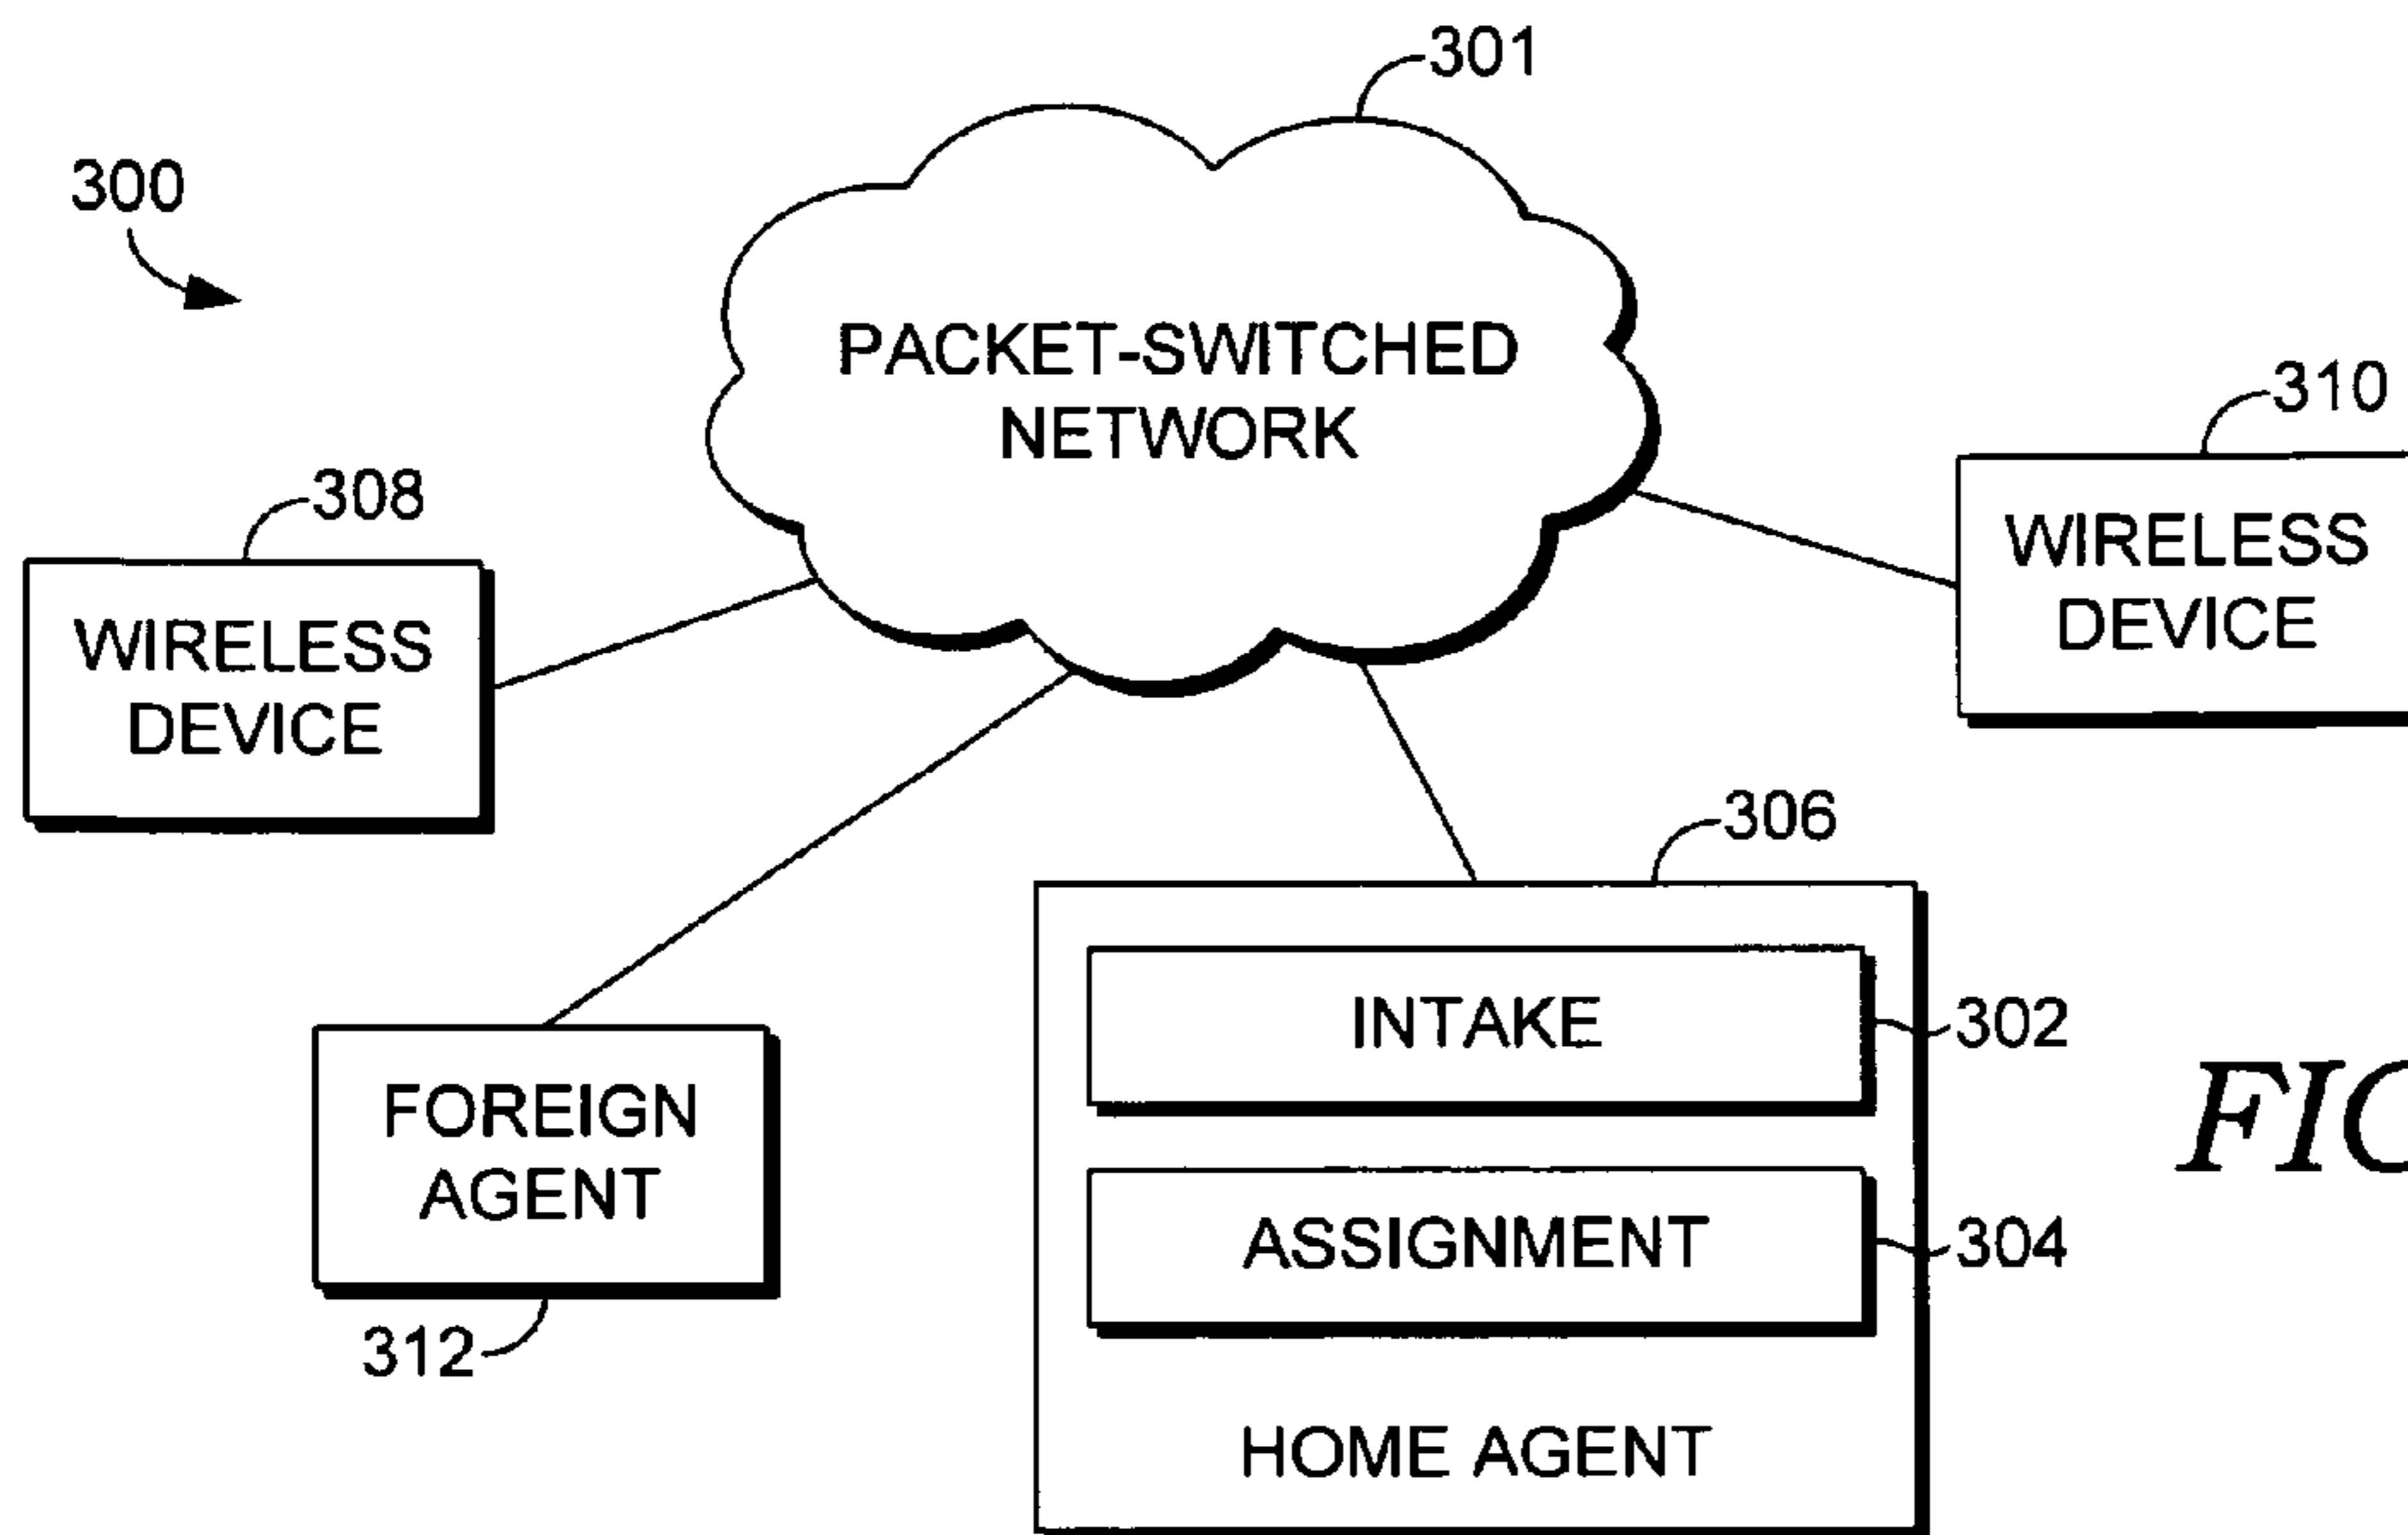 301
300
PACKET-SWITCHED
NETWORK
310
308
WIRELESS
DEVICE
WIRELESS
DEVICE
306
INTAKE
302
FOREIGN
AGENT
ASSIGNMENT
304
312
HOME AGENT